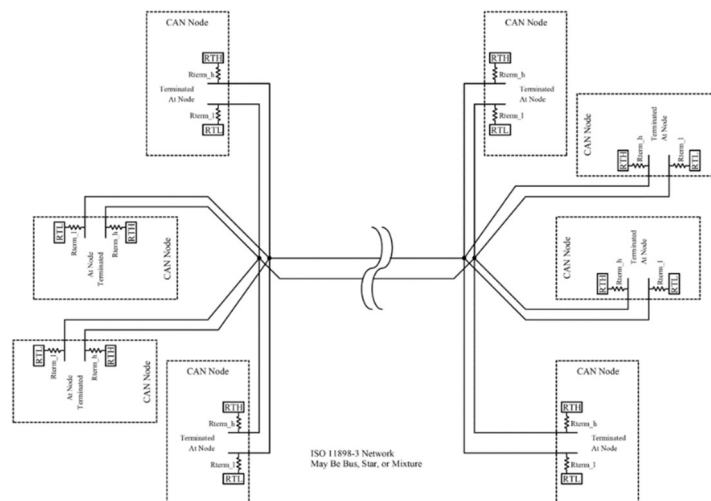 CAN Node
RTH
Rterm_h
Terminated
At Node
Rterm_l
RTL
CAN Node
RTH
Rterm_h
Terminated
At Node
Rterm_l
RTL
CAN Node
RTH
Rterm_h
Terminated
At Node
Rterm_l
RTL
RTL
Rterm_l
At Node
Terminated
Rterm_h
RTH
CAN Node
CAN Node
RTH
Rterm_h
Terminated
At Node
Rterm_l
RTL
RTL
Rterm_l
At Node
Terminated
Rterm_h
RTH
CAN Node
CAN Node
RTH
Rterm_h
Terminated
At Node
Rterm_l
RTL
CAN Node
RTH
Rterm_h
Terminated
At Node
Rterm_l
RTL
ISO 11898-3 Network
May Be Bus, Star, or Mixture